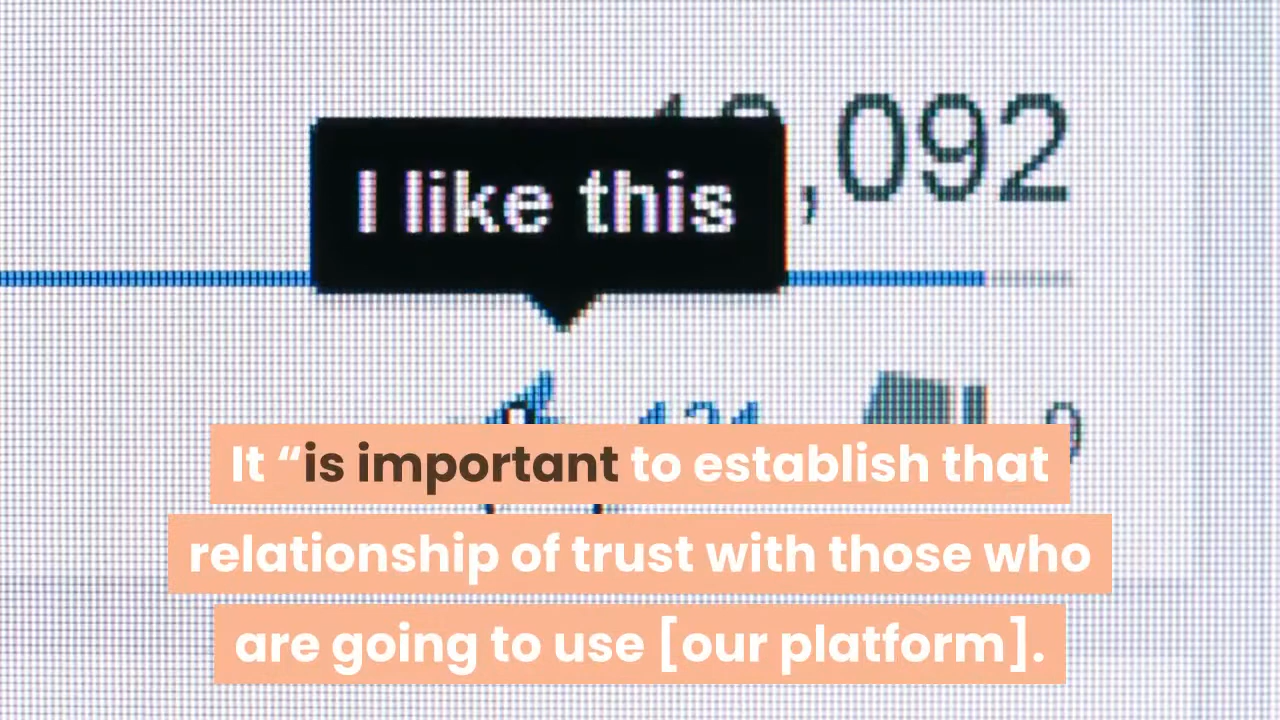 ,092
I like this
It “is important to establish that
relationship of trust with those who
are going to use [our platform].